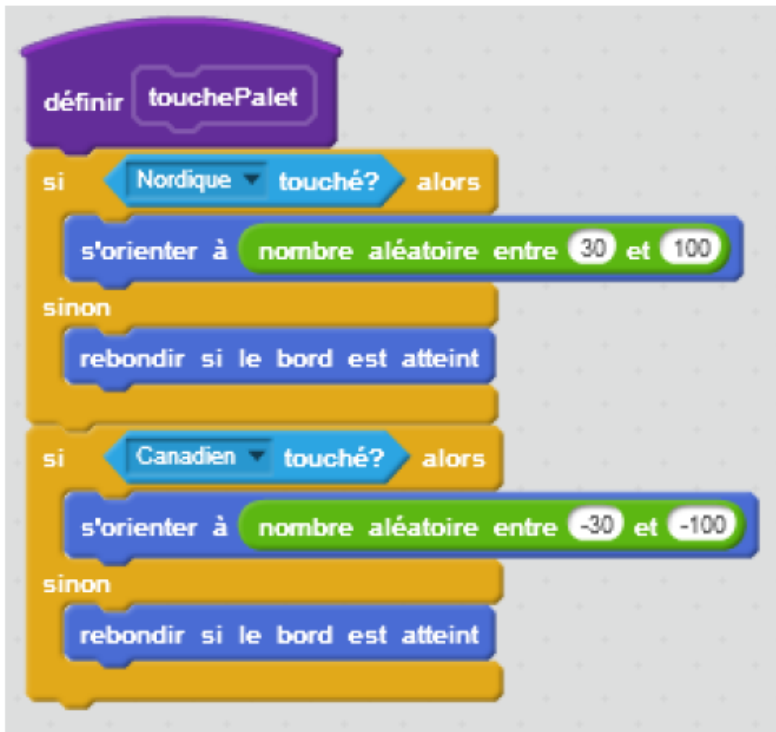 définir touchePalet
si Nordique touché? alors
s'orienter à nombre aléatoire entre 30 et 100
sinon
rebondir si le bord est atteint
si Canadien touché? alors
s'orienter à nombre aléatoire entre -30 et -100
sinon
rebondir si le bord est atteint